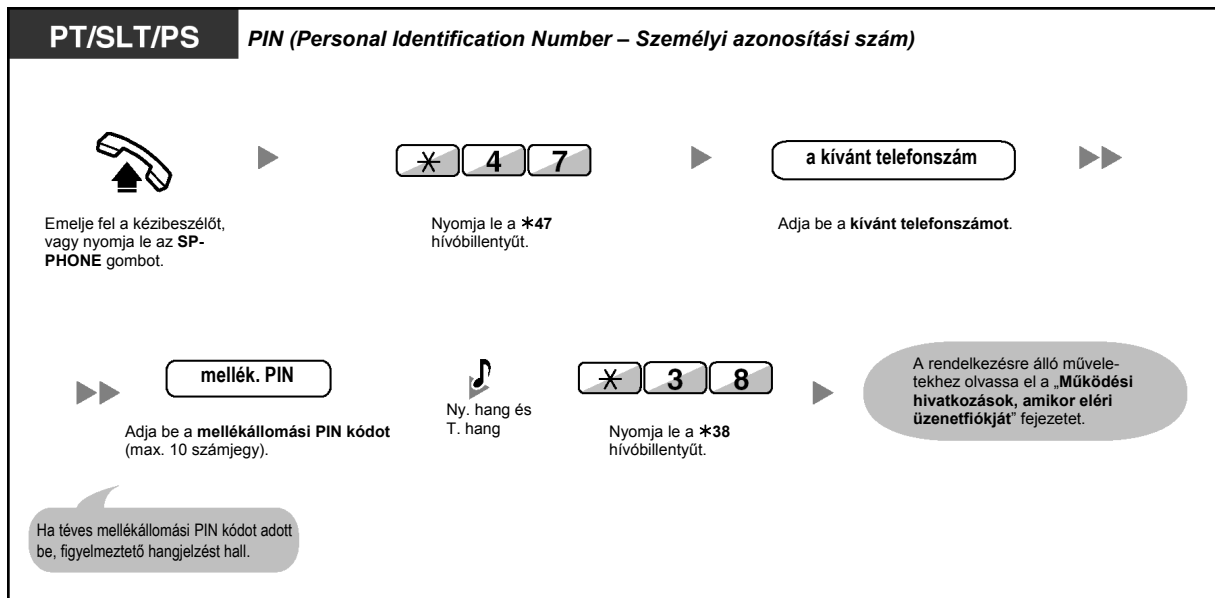 PT/SLT/PS
PIN (Personal Identification Number – Személyi azonosítási szám)
✳ 4 7
a kívánt telefonszám
Emelje fel a kézibeszélőt,
vagy nyomja le az SP-
PHONE gombot.
Nyomja le a ✳47
hívóbillentyűt.
Adja be a kívánt telefonszámot.
mellék. PIN
Adja be a mellékállomási PIN kódot
(max. 10 számjegy).
Ny. hang és
T. hang
✳ 3 8
Nyomja le a ✳38
hívóbillentyűt.
A rendelkezésre álló művele-
tekhez olvassa el a „Működési
hivatkozások, amikor eléri
üzenetfiókját” fejezetet.
Ha téves mellékállomási PIN kódot adott
be, figyelmeztető hangjelzést hall.